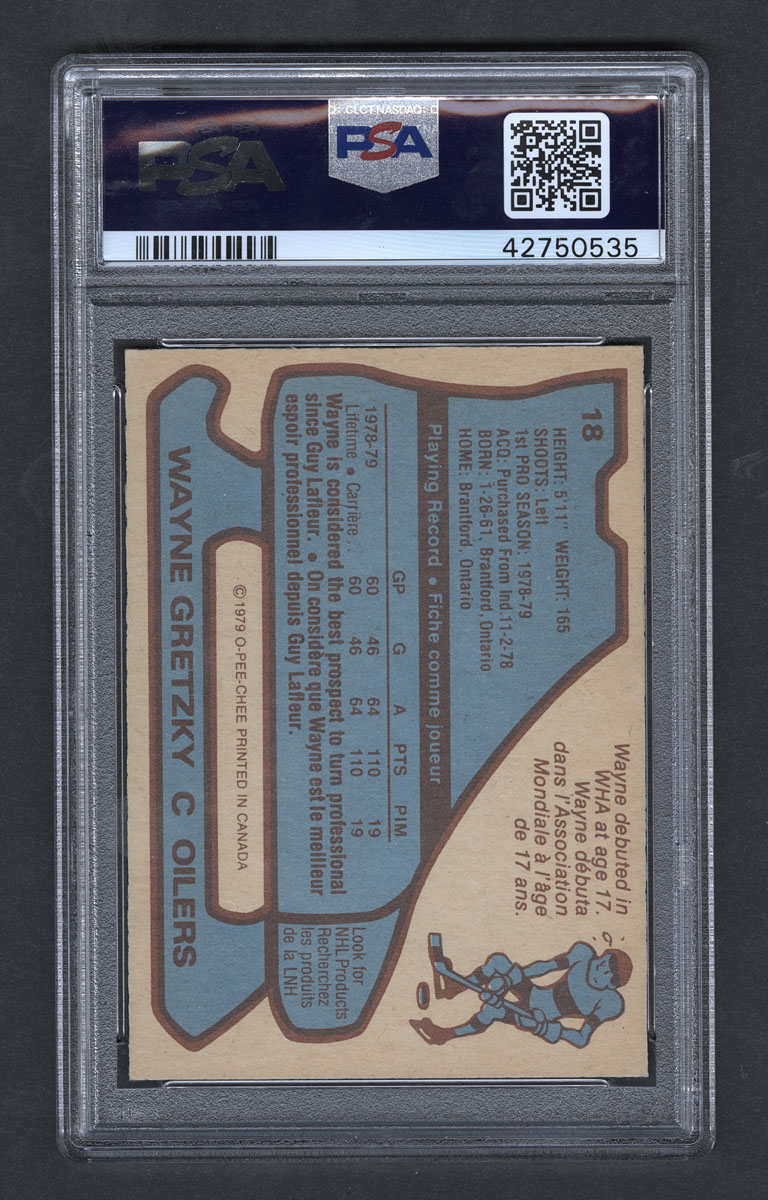 CLCT NASDAQ
PSA
PSA
42750535
18
HEIGHT: 5'11" WEIGHT: 165
SHOOTS: Left
1st PRO SEASON: 1978-79
ACQ: Purchased From Ind. 11-2-78
BORN: 1-26-61, Brantford, Ontario
HOME: Brantford, Ontario
Wayne debuted in
WHA at age 17.
Wayne débuta
dans l'Association
Mondiale à l'âge
de 17 ans.
Playing Record • Fiche comme joueur
GP G A PTS PIM
1978-79 60 46 64 110 19
Lifetime • Carrière . . 60 46 64 110 19
Wayne is considered the best prospect to turn professional
since Guy Lafleur. • On considère que Wayne est le meilleur
espoir professionnel depuis Guy Lafleur.
Look for
NHL Products
Recherchez
les produits
de la LNH
© 1979 O-PEE-CHEE PRINTED IN CANADA
WAYNE GRETZKY C OILERS